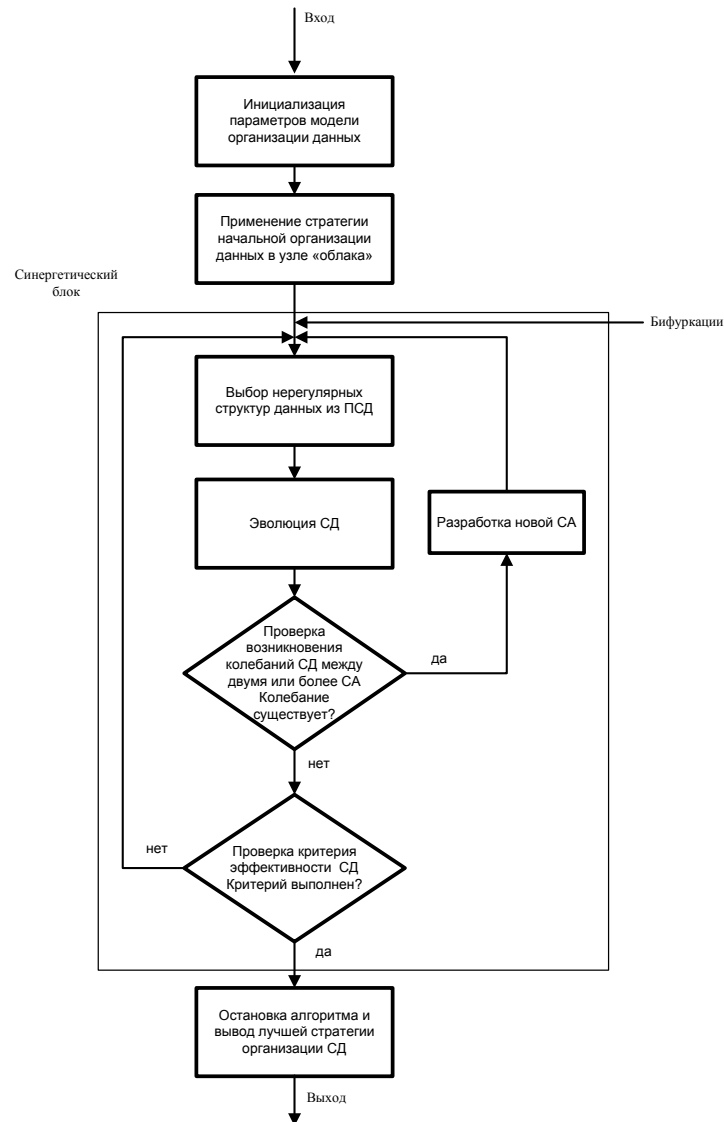 Вход
Инициализация
параметров модели
организации данных
Применение стратегии
начальной организации
данных в узле «облака»
Синергетический
блок
Бифуркации
Выбор нерегулярных
структур данных из ПСД
Эволюция СД
Разработка новой СА
Проверка
возникновения
колебаний СД между
двумя или более СА
Колебание
существует?
да
нет
нет
Проверка критерия
эффективности СД
Критерий выполнен?
да
Остановка алгоритма и
вывод лучшей стратегии
организации СД
Выход